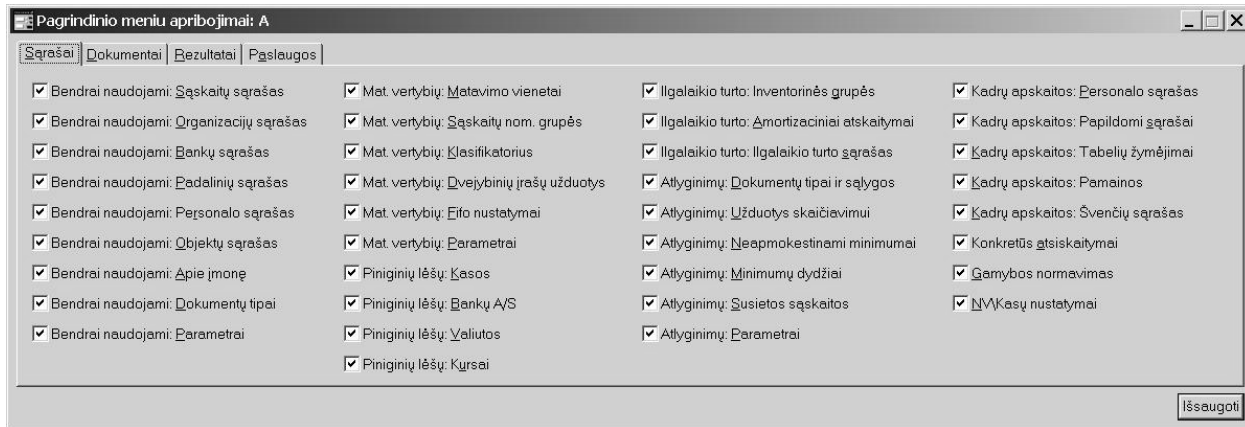 Pagrindinio meniu apribojimai: A
Sąrašai Dokumentai Rezultatai Paslaugos
Bendrai naudojami: Sąskaitų sąrašas
Bendrai naudojami: Organizacijų sąrašas
Bendrai naudojami: Bankų sąrašas
Bendrai naudojami: Padalinių sąrašas
Bendrai naudojami: Personalo sąrašas
Bendrai naudojami: Objektų sąrašas
Bendrai naudojami: Apie įmonę
Bendrai naudojami: Dokumentų tipai
Bendrai naudojami: Parametrai
Mat. vertybių: Matavimo vienetai
Mat. vertybių: Sąskaitų nom. grupės
Mat. vertybių: Klasifikatorius
Mat. vertybių: Dvejybinių įrašų užduotys
Mat. vertybių: Fifo nustatymai
Mat. vertybių: Parametrai
Piniginių lėšų: Kasos
Piniginių lėšų: Bankų A/S
Piniginių lėšų: Valiutos
Piniginių lėšų: Kursai
Ilgalaikio turto: Inventorinės grupės
Ilgalaikio turto: Amortizaciniai atskaitymai
Ilgalaikio turto: Ilgalaikio turto sąrašas
Atlyginimų: Dokumentų tipai ir sąlygos
Atlyginimų: Užduotys skaičiavimui
Atlyginimų: Neapmokestinami minimumai
Atlyginimų: Minimumų dydžiai
Atlyginimų: Susietos sąskaitos
Atlyginimų: Parametrai
Kadrų apskaitos: Personalo sąrašas
Kadrų apskaitos: Papildomi sąrašai
Kadrų apskaitos: Tabelių žymėjimai
Kadrų apskaitos: Pamainos
Kadrų apskaitos: Švenčių sąrašas
Konkretūs atsiskaitymai
Gamybos normavimas
NV\Kasų nustatymai
Išsaugoti